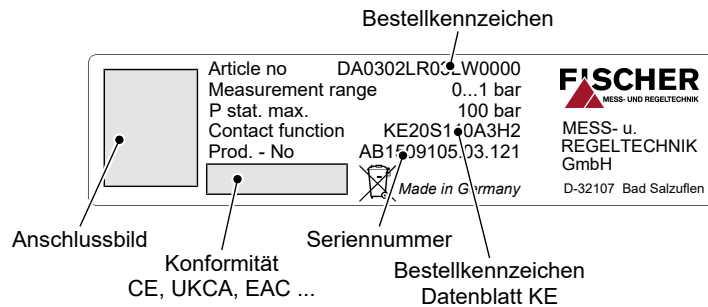 Bestellkennzeichen
Article no DA0302LR03LW0000
Measurement range 0...1 bar
P stat. max. 100 bar
Contact function KE20S110A3H2
Prod. - No AB1509105.03.121
Made in Germany
FISCHER
MESS- UND REGELTECHNIK
MESS- u.
REGELTECHNIK
GmbH
D-32107 Bad Salzuflen
Anschlussbild
Konformität
CE, UKCA, EAC ...
Seriennummer
Bestellkennzeichen
Datenblatt KE